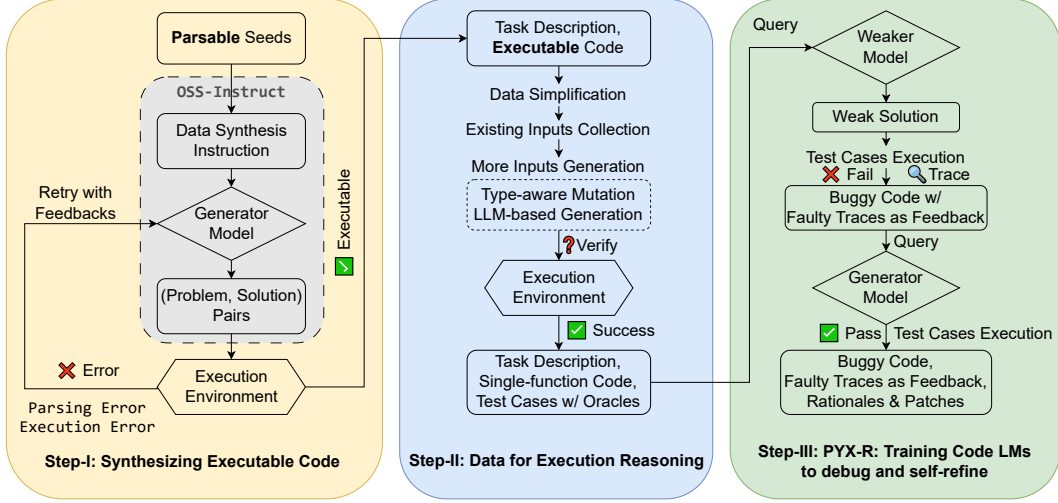 Parsable Seeds
OSS-Instruct
Data Synthesis
Instruction
Retry with
Feedbacks
Generator
Model
Executable
(Problem, Solution)
Pairs
Error
Execution
Environment
Parsing Error
Execution Error
Step-I: Synthesizing Executable Code
Task Description,
Executable Code
Data Simplification
Existing Inputs Collection
More Inputs Generation
Type-aware Mutation
LLM-based Generation
Verify
Execution
Environment
Success
Task Description,
Single-function Code,
Test Cases w/ Oracles
Step-II: Data for Execution Reasoning
Query
Weaker
Model
Weak Solution
Test Cases Execution
Fail Trace
Buggy Code w/
Faulty Traces as Feedback
Query
Generator
Model
Pass Test Cases Execution
Buggy Code,
Faulty Traces as Feedback,
Rationales & Patches
Step-III: PYX-R: Training Code LMs
to debug and self-refine